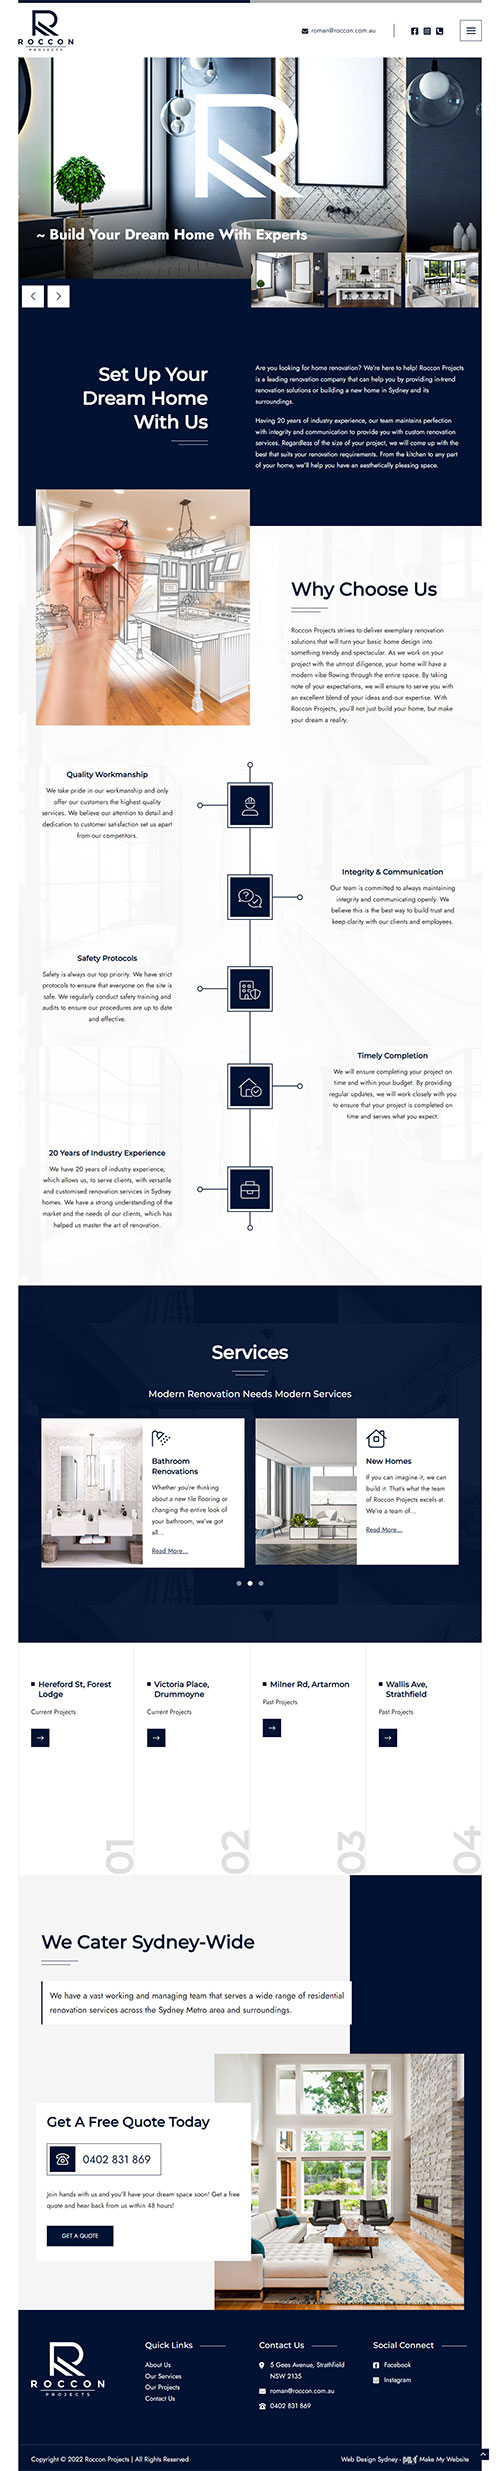 ROCCON
PROJECTS
roman@roccon.com.au
~ Build Your Dream Home With Experts
Set Up Your
Dream Home
With Us
Are you looking for home renovation? We're here to help! Roccon Projects
is a leading renovation company that can help you by providing in-trend
renovation solutions or building a new home in Sydney and its
surroundings.
Having 20 years of industry experience, our team maintains perfection
with integrity and communication to provide you with custom renovation
services. Regardless of the size of your project, we will come up with the
best that suits your renovation requirements. From the kitchen to any part
of your home, we'll help you have an aesthetically pleasing space.
Why Choose Us
Roccon Projects strives to deliver exemplary renovation
solutions that will turn your basic home design into
something trendy and spectacular. As we work on your
project with the utmost diligence, your home will have a
modern vibe flowing through the entire space. By taking
note of your expectations, we will ensure to serve you with
an excellent blend of your ideas and our expertise. With
Roccon Projects, you'll not just build your home, but make
your dream a reality.
Quality Workmanship
We take pride in our workmanship and only
offer our customers the highest quality
services. We believe our attention to detail and
dedication to customer satisfaction set us apart
from our competitors.
Integrity & Communication
Our team is committed to always maintaining
integrity and communicating openly. We
believe this is the best way to build trust and
keep clarity with our clients and employees.
Safety Protocols
Safety is always our top priority. We have strict
protocols to ensure that everyone on the site is
safe. We regularly conduct safety training and
audits to ensure our procedures are up to date
and effective.
Timely Completion
We will ensure completing your project on
time and within your budget. By providing
regular updates, we will work closely with you
to ensure that your project is completed on
time and serves what you expect.
20 Years of Industry Experience
We have 20 years of industry experience,
which allows us, to serve clients, with versatile
and customised renovation services in Sydney
homes. We have a strong understanding of the
market and the needs of our clients, which has
helped us master the art of renovation.
Services
Modern Renovation Needs Modern Services
Bathroom
Renovations
Whether you're thinking
about a new tile flooring or
changing the entire look of
your bathroom, we've got
all...
Read More...
New Homes
If you can imagine it, we can
build it. That's what the team
of Roccon Projects excels at.
We're a team of...
Read More...
Hereford St, Forest
Lodge
Current Projects
01
Victoria Place,
Drummoyne
Current Projects
02
Milner Rd, Artarmon
Past Projects
03
Wallis Ave,
Strathfield
Past Projects
04
We Cater Sydney-Wide
We have a vast working and managing team that serves a wide range of residential
renovation services across the Sydney Metro area and surroundings.
Get A Free Quote Today
0402 831 869
Join hands with us and you'll have your dream space soon! Get a free
quote and hear back from us within 48 hours!
GET A QUOTE
ROCCON
PROJECTS
Quick Links
About Us
Our Services
Our Projects
Contact Us
Contact Us
5 Gees Avenue, Strathfield
NSW 2135
roman@roccon.com.au
0402 831 869
Social Connect
Facebook
Instagram
Copyright © 2022 Roccon Projects | All Rights Reserved
Web Design Sydney - Make My Website